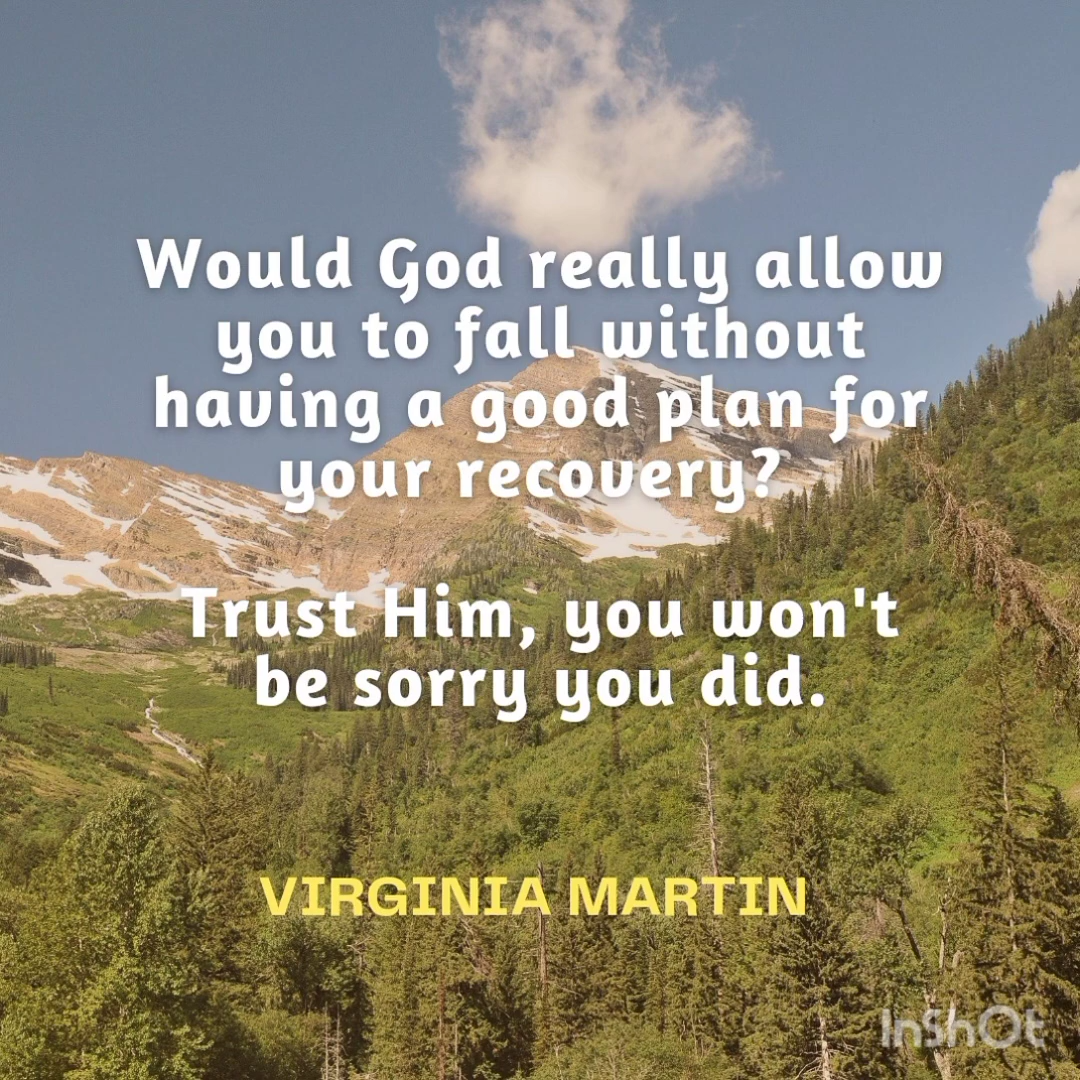 Would God really allow
you to fall without
having a good plan for
your recovery?
Trust Him, you won't
be sorry you did.
VIRGINIA MARTIN
InShOt